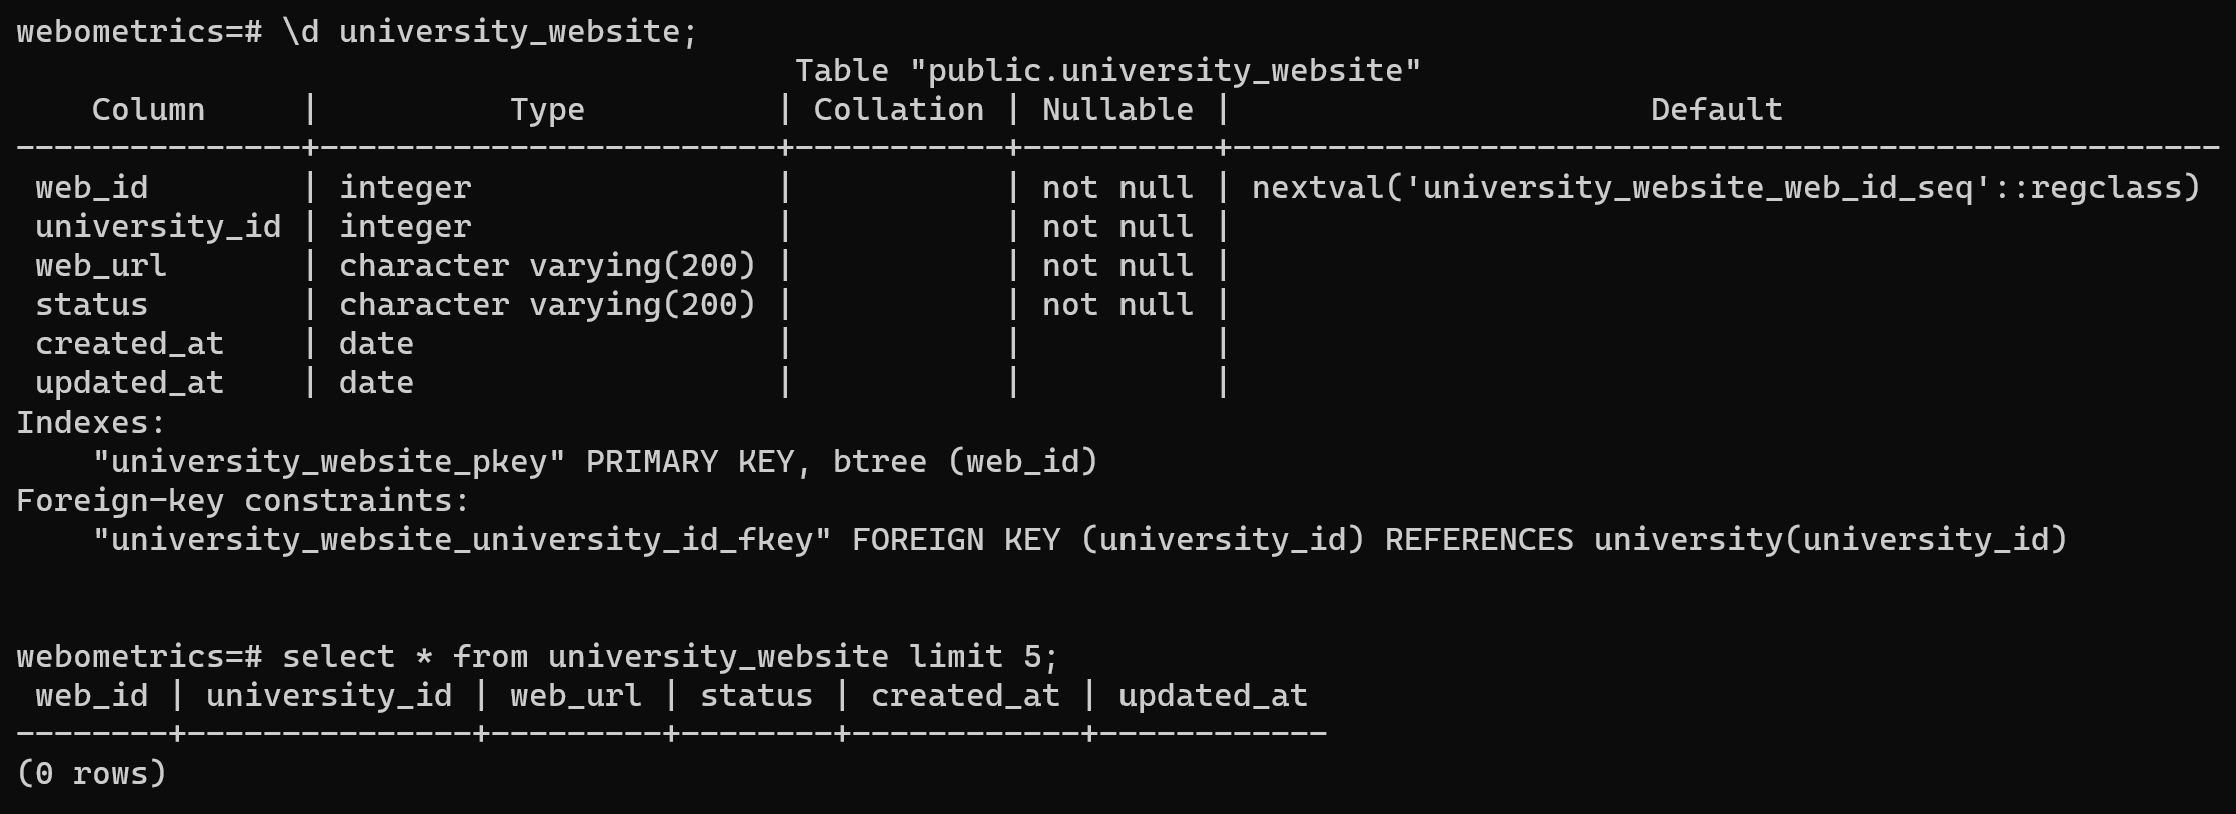 webometrics=# \d university_website;
                                         Table "public.university_website"
    Column     |          Type          | Collation | Nullable |                      Default
---------------+------------------------+-----------+----------+----------------------------------------------------
 web_id        | integer                |           | not null | nextval('university_website_web_id_seq'::regclass)
 university_id | integer                |           | not null |
 web_url       | character varying(200) |           | not null |
 status        | character varying(200) |           | not null |
 created_at    | date                   |           |          |
 updated_at    | date                   |           |          |
Indexes:
    "university_website_pkey" PRIMARY KEY, btree (web_id)
Foreign-key constraints:
    "university_website_university_id_fkey" FOREIGN KEY (university_id) REFERENCES university(university_id)


webometrics=# select * from university_website limit 5;
 web_id | university_id | web_url | status | created_at | updated_at
--------+---------------+---------+--------+------------+------------
(0 rows)